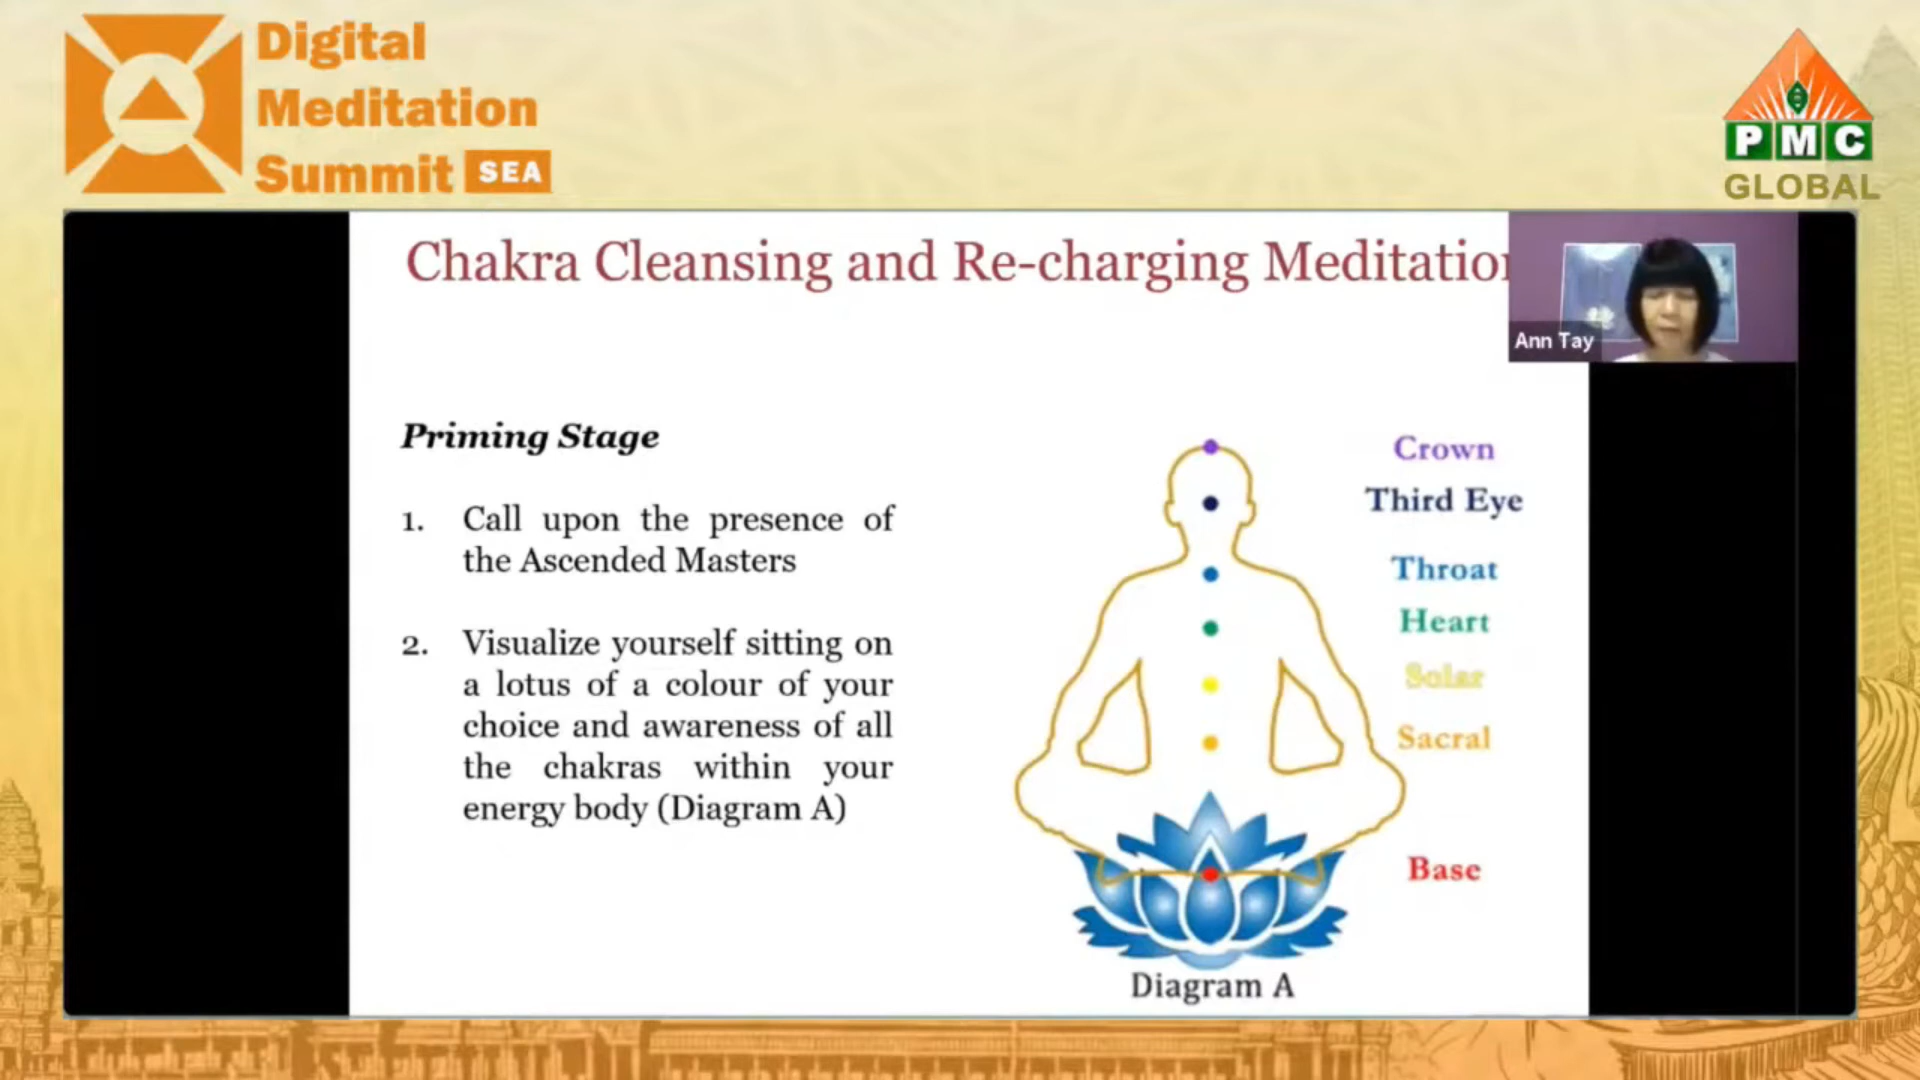 Digital
Meditation
Summit SEA
PMC
GLOBAL
Chakra Cleansing and Re-charging Meditation
Ann Tay
Priming Stage
1. Call upon the presence of
the Ascended Masters
2. Visualize yourself sitting on
a lotus of a colour of your
choice and awareness of all
the chakras within your
energy body (Diagram A)
Crown
Third Eye
Throat
Heart
Solar
Sacral
Base
Diagram A